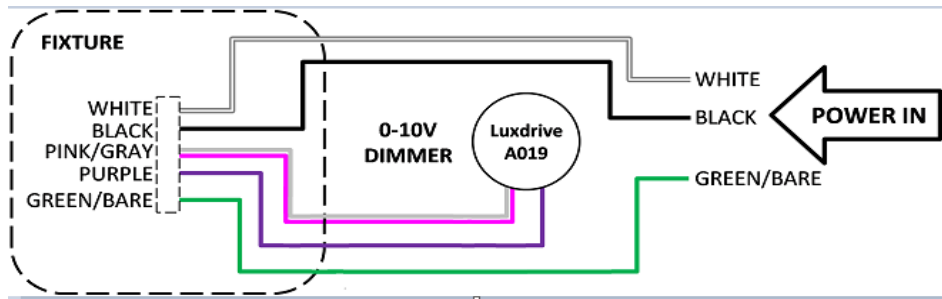 FIXTURE
WHITE
BLACK
PINK/GRAY
PURPLE
GREEN/BARE
0-10V
DIMMER
Luxdrive
A019
WHITE
BLACK
GREEN/BARE
POWER IN